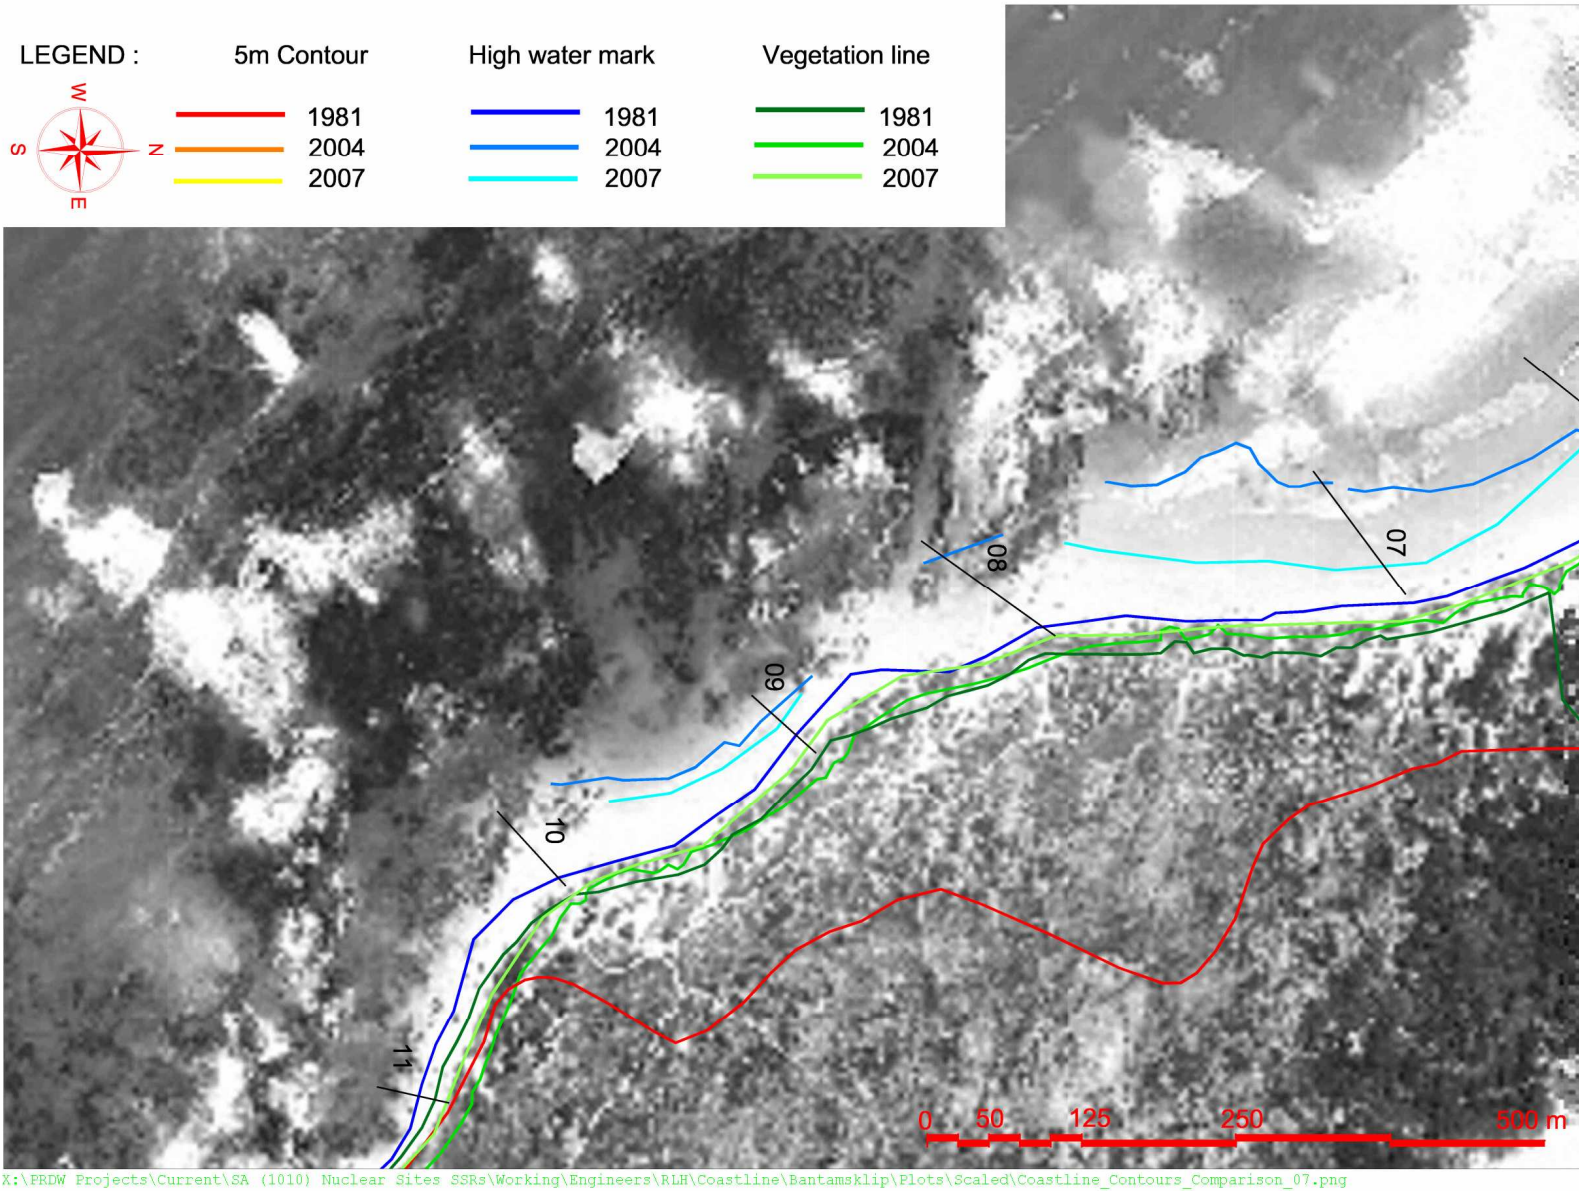 LEGEND : 5m Contour High water mark Vegetation line
W
S N
E
1981 1981 1981
2004 2004 2004
2007 2007 2007
07
08
09
10
11
0 50 125 250 500 m
X:\PRDW Projects\Current\SA (1010) Nuclear Sites SSRs\Working\Engineers\RLH\Coastline\Bantamsklip\Plots\Scaled\Coastline_Contours_Comparison_07.png